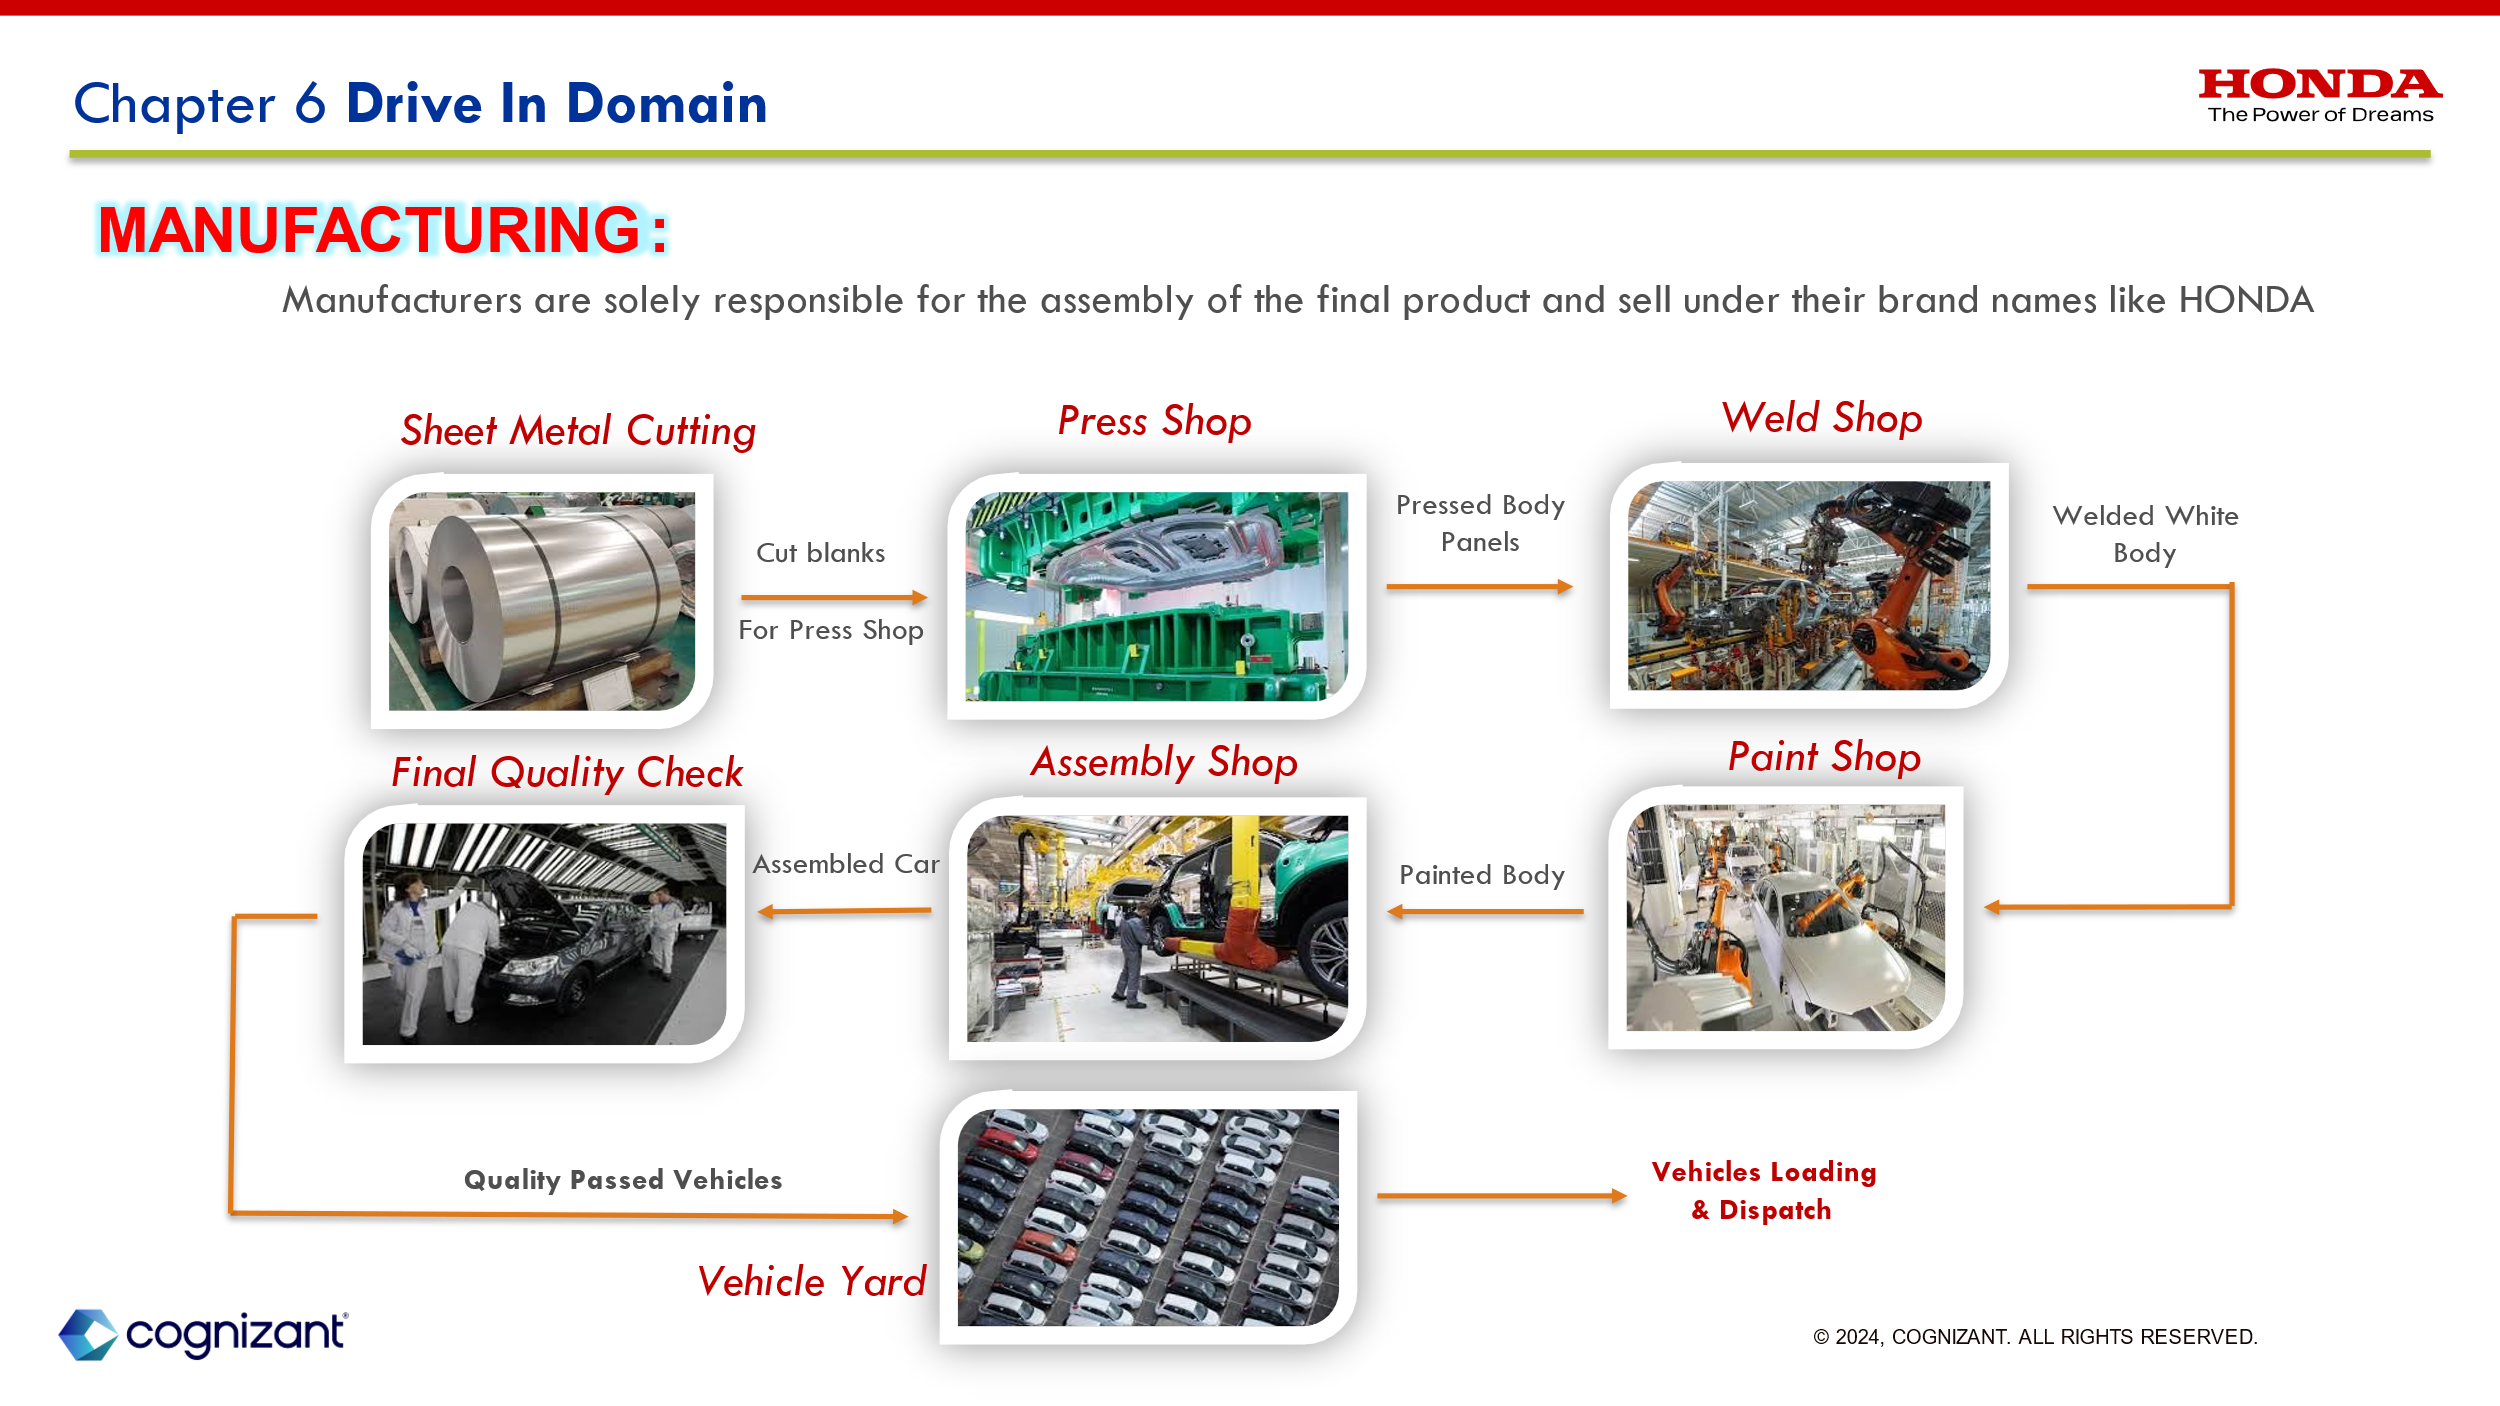 Chapter 6 Drive In Domain
HONDA
The Power of Dreams
MANUFACTURING :
Manufacturers are solely responsible for the assembly of the final product and sell under their brand names like HONDA
Sheet Metal Cutting
Cut blanks
For Press Shop
Press Shop
Pressed Body
Panels
Weld Shop
Welded White
Body
Final Quality Check
Assembled Car
Assembly Shop
Painted Body
Paint Shop
Quality Passed Vehicles
Vehicle Yard
Vehicles Loading
& Dispatch
cognizant®
© 2024, COGNIZANT. ALL RIGHTS RESERVED.